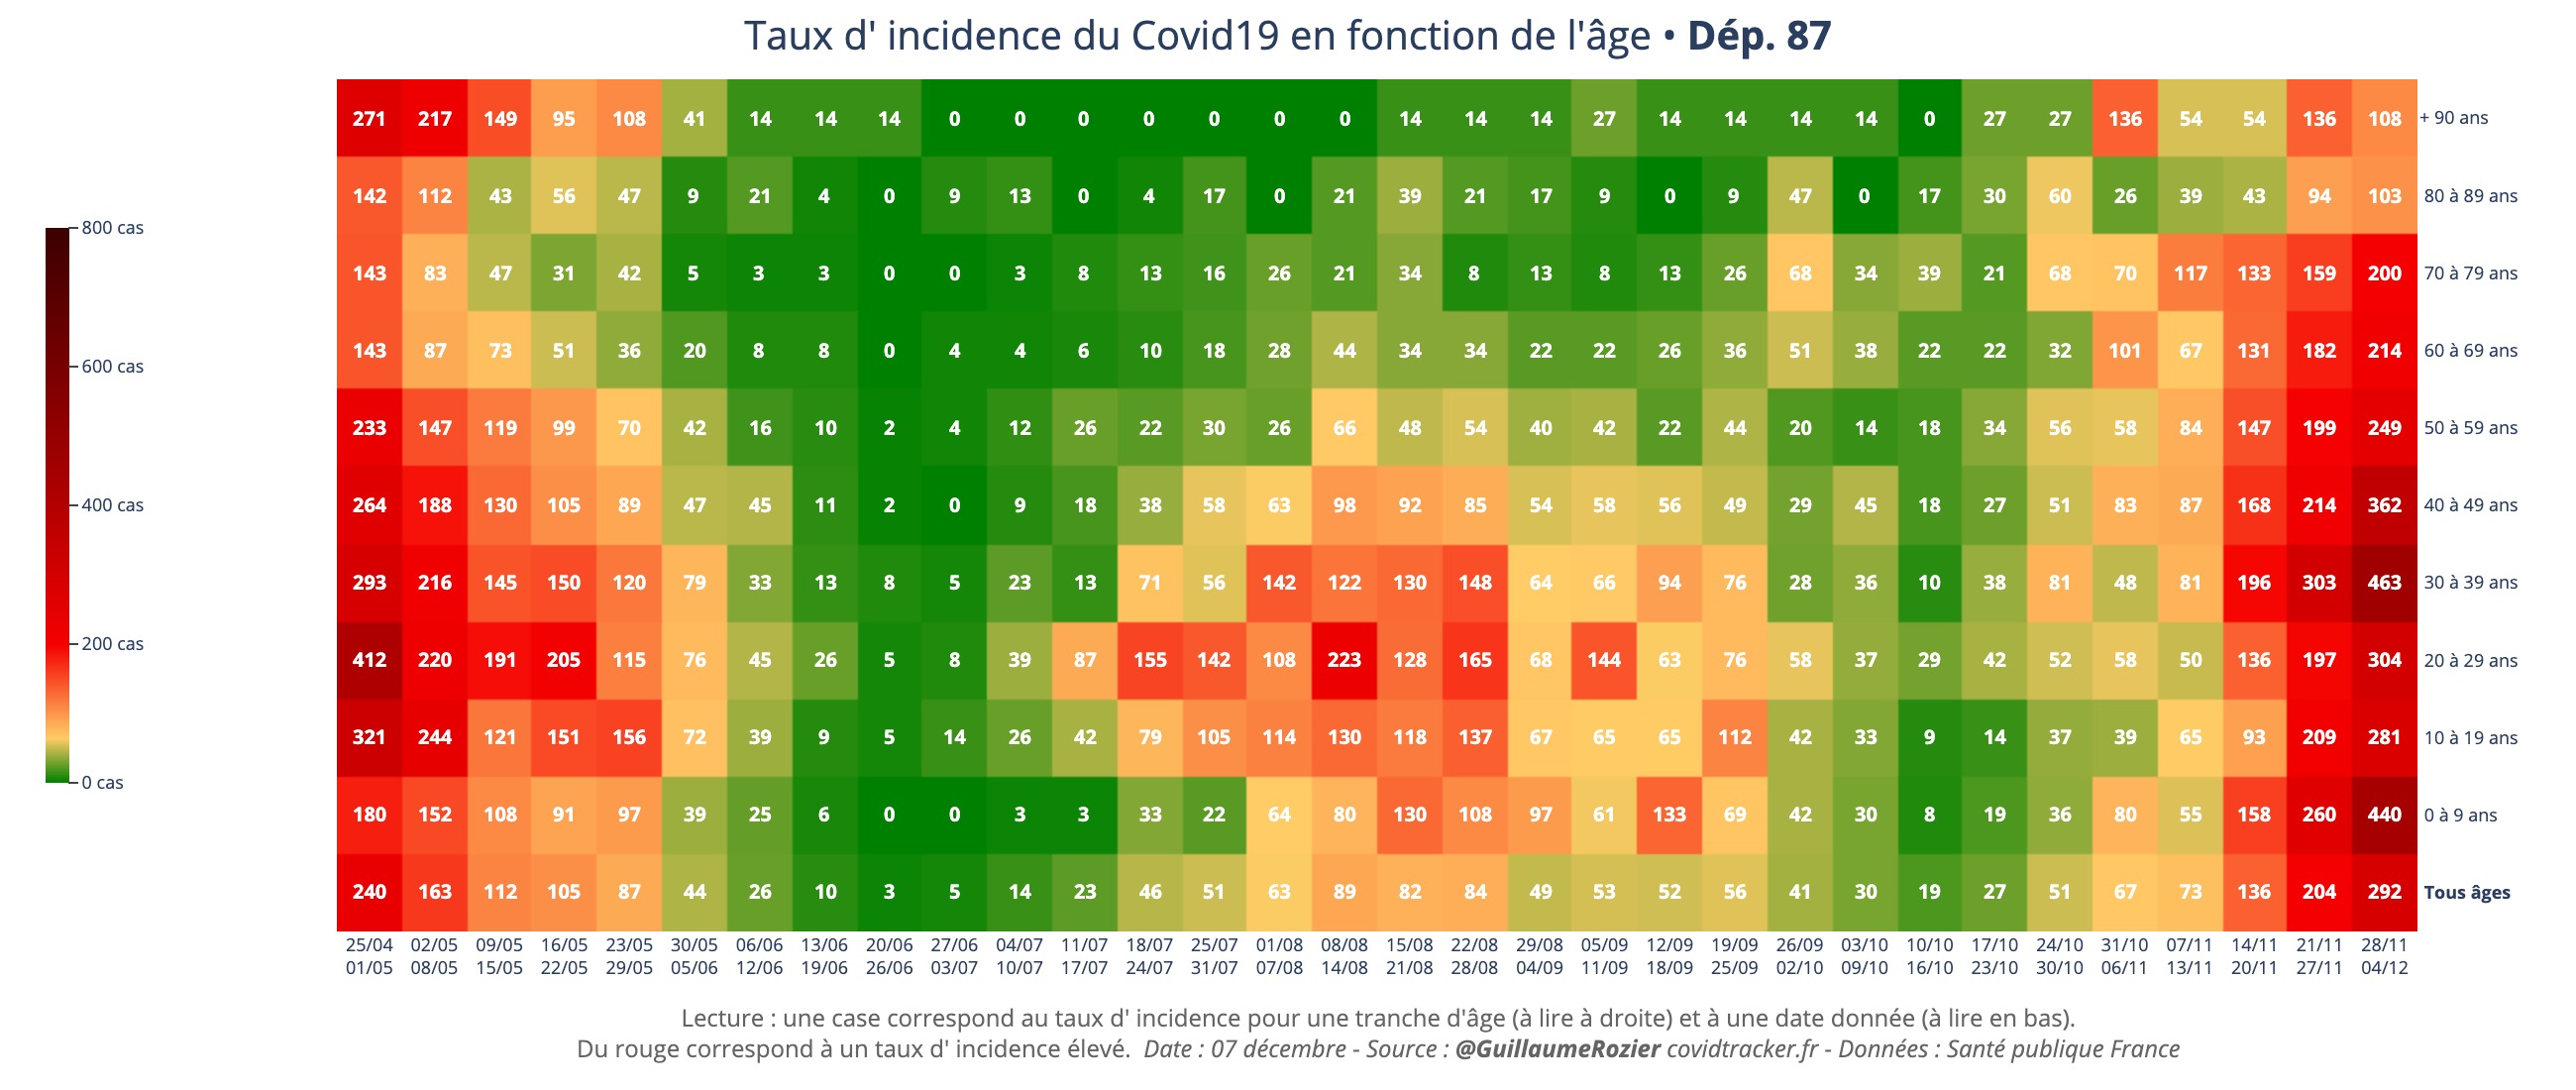 Taux d' incidence du Covid19 en fonction de l'âge • Dép. 87
271 217 149 95 108 41 14 14 14 0 0 0 0 0 0 0 14 14 14 27 14 14 14 14 0 27 27 136 54 54 136 108 + 90 ans
142 112 43 56 47 9 21 4 0 9 13 0 4 17 0 21 39 21 17 9 0 9 47 0 17 30 60 26 39 43 94 103 80 à 89 ans
800 cas
143 83 47 31 42 5 3 3 0 0 3 8 13 16 26 21 34 8 13 8 13 26 68 34 39 21 68 70 117 133 159 200 70 à 79 ans
143 87 73 51 36 20 8 8 0 4 4 6 10 18 28 44 34 34 22 22 26 36 51 38 22 22 32 101 67 131 182 214 60 à 69 ans
600 cas
233 147 119 99 70 42 16 10 2 4 12 26 22 30 26 66 48 54 40 42 22 44 20 14 18 34 56 58 84 147 199 249 50 à 59 ans
400 cas
264 188 130 105 89 47 45 11 2 0 9 18 38 58 63 98 92 85 54 58 56 49 29 45 18 27 51 83 87 168 214 362 40 à 49 ans
293 216 145 150 120 79 33 13 8 5 23 13 71 56 142 122 130 148 64 66 94 76 28 36 10 38 81 48 81 196 303 463 30 à 39 ans
200 cas
412 220 191 205 115 76 45 26 5 8 39 87 155 142 108 223 128 165 68 144 63 76 58 37 29 42 52 58 50 136 197 304 20 à 29 ans
321 244 121 151 156 72 39 9 5 14 26 42 79 105 114 130 118 137 67 65 65 112 42 33 9 14 37 39 65 93 209 281 10 à 19 ans
0 cas
180 152 108 91 97 39 25 6 0 0 3 3 33 22 64 80 130 108 97 61 133 69 42 30 8 19 36 80 55 158 260 440 0 à 9 ans
240 163 112 105 87 44 26 10 3 5 14 23 46 51 63 89 82 84 49 53 52 56 41 30 19 27 51 67 73 136 204 292 Tous âges
25/04 02/05 09/05 16/05 23/05 30/05 06/06 13/06 20/06 27/06 04/07 11/07 18/07 25/07 01/08 08/08 15/08 22/08 29/08 05/09 12/09 19/09 26/09 03/10 10/10 17/10 24/10 31/10 07/11 14/11 21/11 28/11
01/05 08/05 15/05 22/05 29/05 05/06 12/06 19/06 26/06 03/07 10/07 17/07 24/07 31/07 07/08 14/08 21/08 28/08 04/09 11/09 18/09 25/09 02/10 09/10 16/10 23/10 30/10 06/11 13/11 20/11 27/11 04/12
Lecture : une case correspond au taux d' incidence pour une tranche d'âge (à lire à droite) et à une date donnée (à lire en bas).
Du rouge correspond à un taux d' incidence élevé. Date : 07 décembre - Source : @GuillaumeRozier covidtracker.fr - Données : Santé publique France